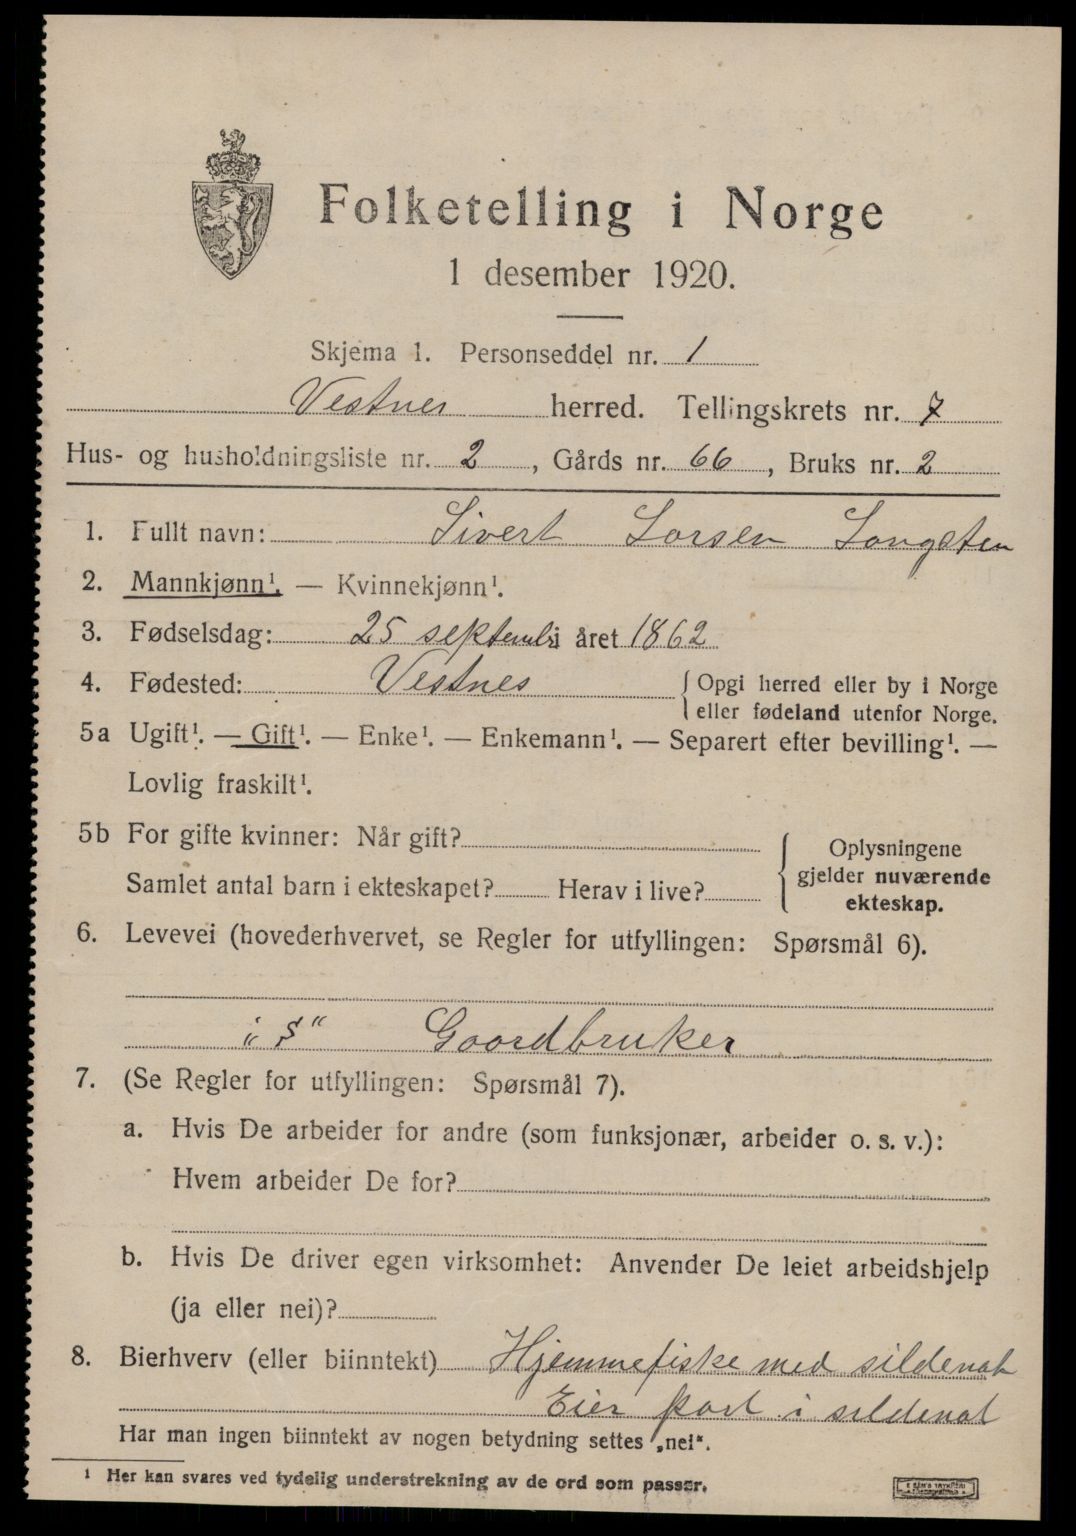 Folketelling i Norge
1 desember 1920.
Skjema 1. Personseddel nr. 1
Vestnes herred. Tellingskrets nr. 7
Hus- og husholdningsliste nr. 2, Gårds nr. 66, Bruks nr. 2
1. Fullt navn: Sivert Larsen Langsten
2. Mannkjønn¹. — Kvinnekjønn¹.
3. Fødselsdag: 25 septemb i året 1862
4. Fødested: Vestnes { Opgi herred eller by i Norge
eller fødeland utenfor Norge.
5a Ugift¹. — Gift¹. — Enke¹. — Enkemann¹. — Separert efter bevilling¹. —
Lovlig fraskilt¹.
5b For gifte kvinner: Når gift?
Samlet antal barn i ekteskapet? Herav i live?
{ Oplysningene
gjelder nuværende
ekteskap.
6. Levevei (hovederhvervet, se Regler for utfyllingen: Spørsmål 6).
"S" Gaardbruker
7. (Se Regler for utfyllingen: Spørsmål 7).
a. Hvis De arbeider for andre (som funksjonær, arbeider o. s. v.):
Hvem arbeider De for?
b. Hvis De driver egen virksomhet: Anvender De leiet arbeidshjelp
(ja eller nei)?
8. Bierhverv (eller biinntekt) Hjemmefiske med sildenot
Eier part i sildenot
Har man ingen biinntekt av nogen betydning settes „nei".
¹ Her kan svares ved tydelig understrekning av de ord som passer.